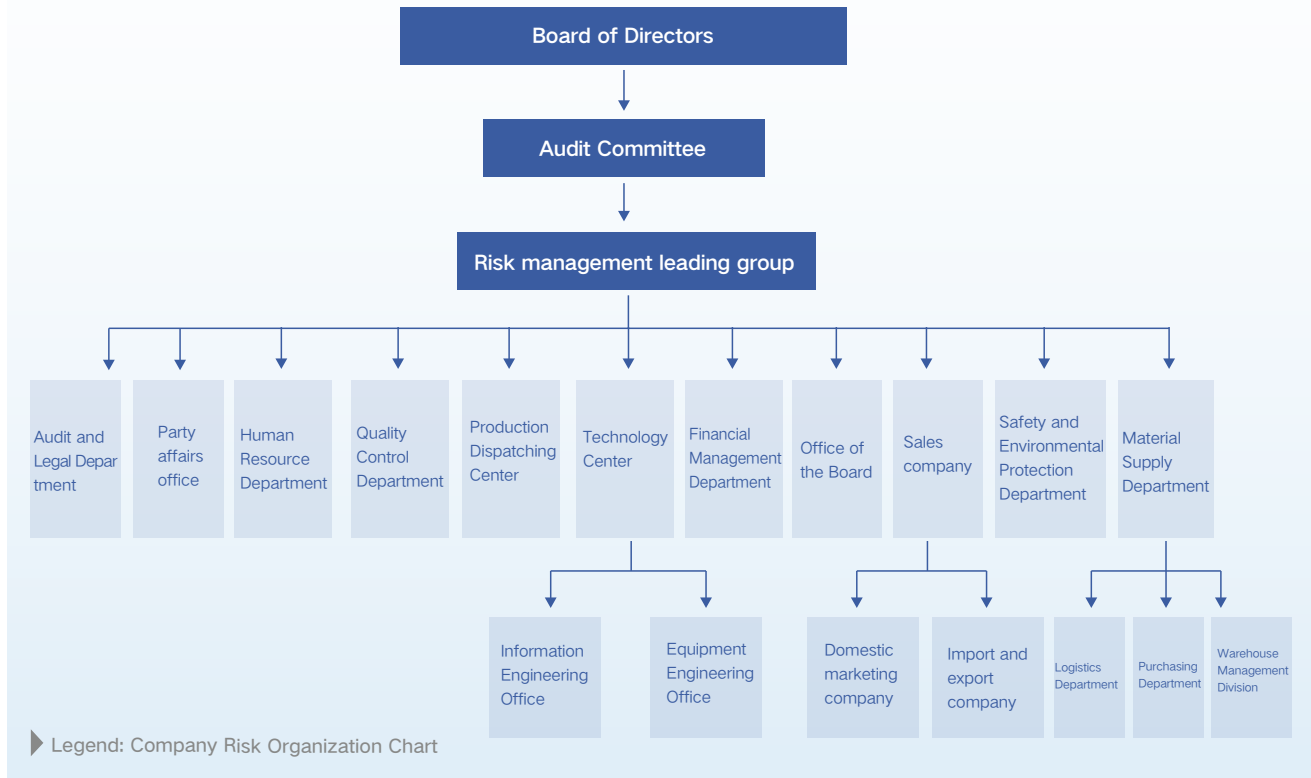 Board of Directors
Audit Committee
Risk management leading group
Audit and
Legal Depar
tment
Party
affairs
office
Human
Resource
Department
Quality
Control
Department
Production
Dispatching
Center
Technology
Center
Financial
Management
Department
Office of
the Board
Sales
company
Safety and
Environmental
Protection
Department
Material
Supply
Department
Information
Engineering
Office
Equipment
Engineering
Office
Domestic
marketing
company
Import and
export
company
Logistics
Department
Purchasing
Department
Warehouse
Management
Division
Legend: Company Risk Organization Chart